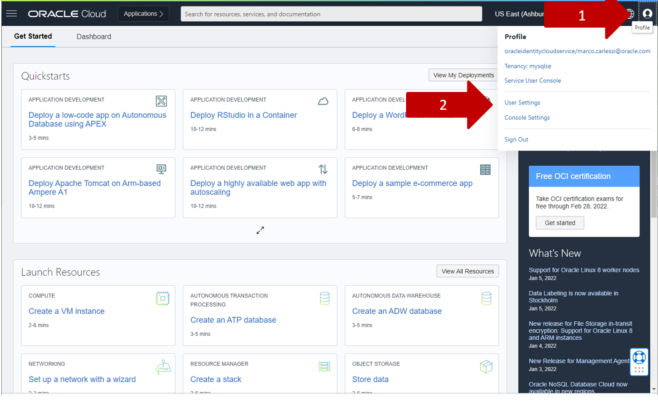 ORACLE Cloud
Applications >
Search for resources, services, and documentation
US East (Ashbur
1
Profile
Get Started
Dashboard
Profile
oracleidentitycloudservice/marco.carlessi@oracle.com
Tenancy: mysqlse
Service User Console
2
User Settings
Console Settings
Sign Out
Quickstarts
View My Deployments
APPLICATION DEVELOPMENT
Deploy a low-code app on Autonomous
Database using APEX
3-5 mins
APPLICATION DEVELOPMENT
Deploy RStudio in a Container
10-12 mins
APPLICATION DEVEL
Deploy a Word
6-8 mins
APPLICATION DEVELOPMENT
Deploy Apache Tomcat on Arm-based
Ampere A1
10-12 mins
APPLICATION DEVELOPMENT
Deploy a highly available web app with
autoscaling
10-12 mins
APPLICATION DEVELOPMENT
Deploy a sample e-commerce app
5-7 mins
Free OCI certification
Take OCI certification exams for
free through Feb 28, 2022.
Get started
Launch Resources
View All Resources
COMPUTE
Create a VM instance
2-6 mins
AUTONOMOUS TRANSACTION
PROCESSING
Create an ATP database
3-5 mins
AUTONOMOUS DATA WAREHOUSE
Create an ADW database
3-5 mins
NETWORKING
Set up a network with a wizard
RESOURCE MANAGER
Create a stack
OBJECT STORAGE
Store data
What's New
Support for Oracle Linux 8 worker nodes
Jan 5, 2022
Data Labeling is now available in
Stockholm
Jan 5, 2022
New release for File Storage in-transit
encryption: Support for Oracle Linux 8
and ARM instances
Jan 4, 2022
New Release for Management Agent
Jan 3, 2022
Oracle NoSQL Database Cloud now
available in new regions